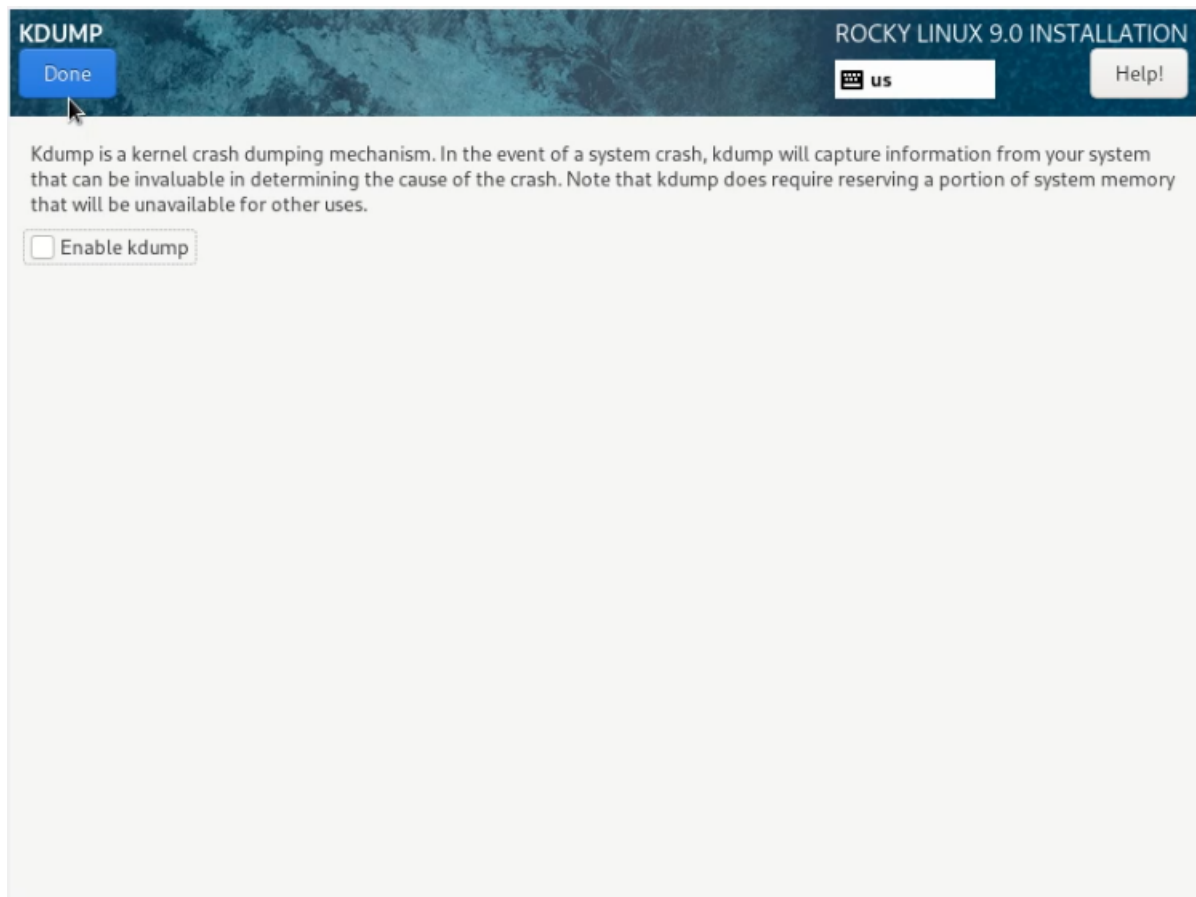 KDUMP
ROCKY LINUX 9.0 INSTALLATION
Done
us
Help!
Kdump is a kernel crash dumping mechanism. In the event of a system crash, kdump will capture information from your system
that can be invaluable in determining the cause of the crash. Note that kdump does require reserving a portion of system memory
that will be unavailable for other uses.
Enable kdump